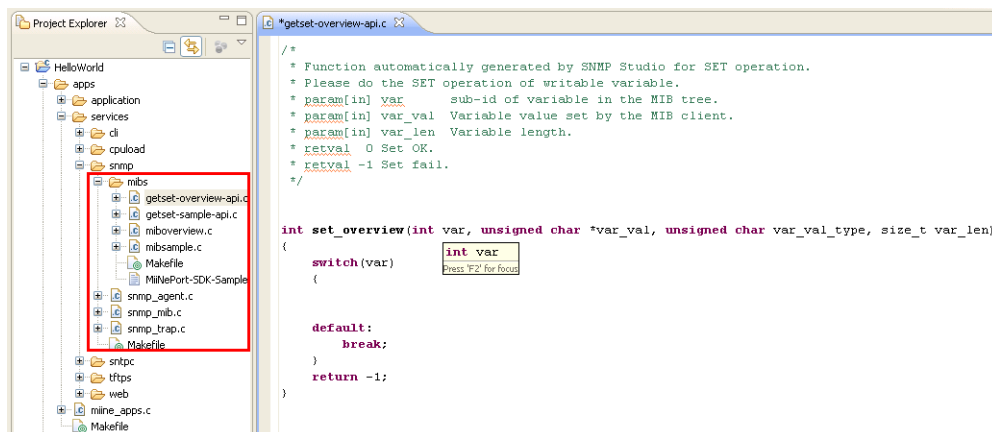 Project Explorer
HelloWorld
apps
application
services
cli
cpuload
snmp
mibs
getset-overview-api.c
getset-sample-api.c
miboverview.c
mibsample.c
Makefile
MiiNePort-SDK-Sample
snmp_agent.c
snmp_mib.c
snmp_trap.c
Makefile
sntpc
tftps
web
miine_apps.c
Makefile
*getset-overview-api.c
/*
* Function automatically generated by SNMP Studio for SET operation.
* Please do the SET operation of writable variable.
* param[in] var sub-id of variable in the MIB tree.
* param[in] var_val Variable value set by the MIB client.
* param[in] var_len Variable length.
* retval 0 Set OK.
* retval -1 Set fail.
*/
int set_overview(int var, unsigned char *var_val, unsigned char var_val_type, size_t var_len)
{
int var
Press 'F2' for focus
switch(var)
{
default:
break;
}
return -1;
}